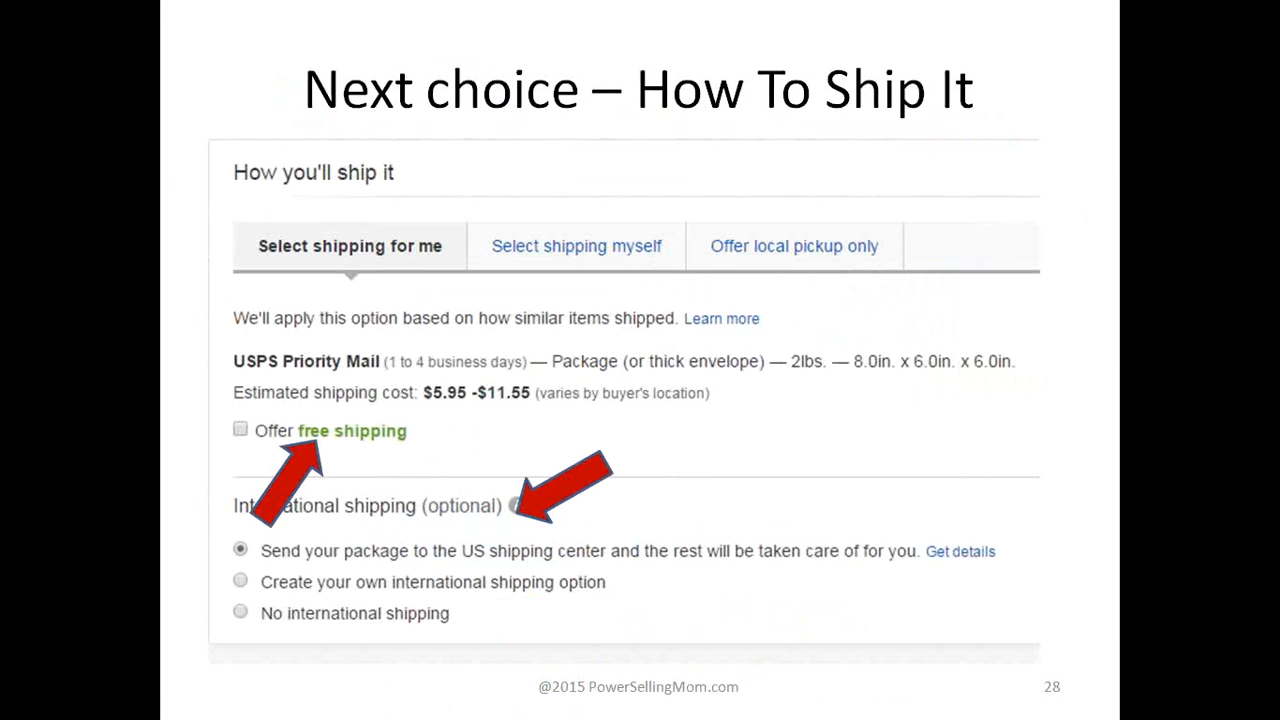 Next choice – How To Ship It
How you'll ship it
Select shipping for me Select shipping myself Offer local pickup only
We'll apply this option based on how similar items shipped. Learn more
USPS Priority Mail (1 to 4 business days) — Package (or thick envelope) — 2lbs. — 8.0in. x 6.0in. x 6.0in.
Estimated shipping cost: $5.95 -$11.55 (varies by buyer's location)
Offer free shipping
International shipping (optional)
Send your package to the US shipping center and the rest will be taken care of for you. Get details
Create your own international shipping option
No international shipping
@2015 PowerSellingMom.com 28